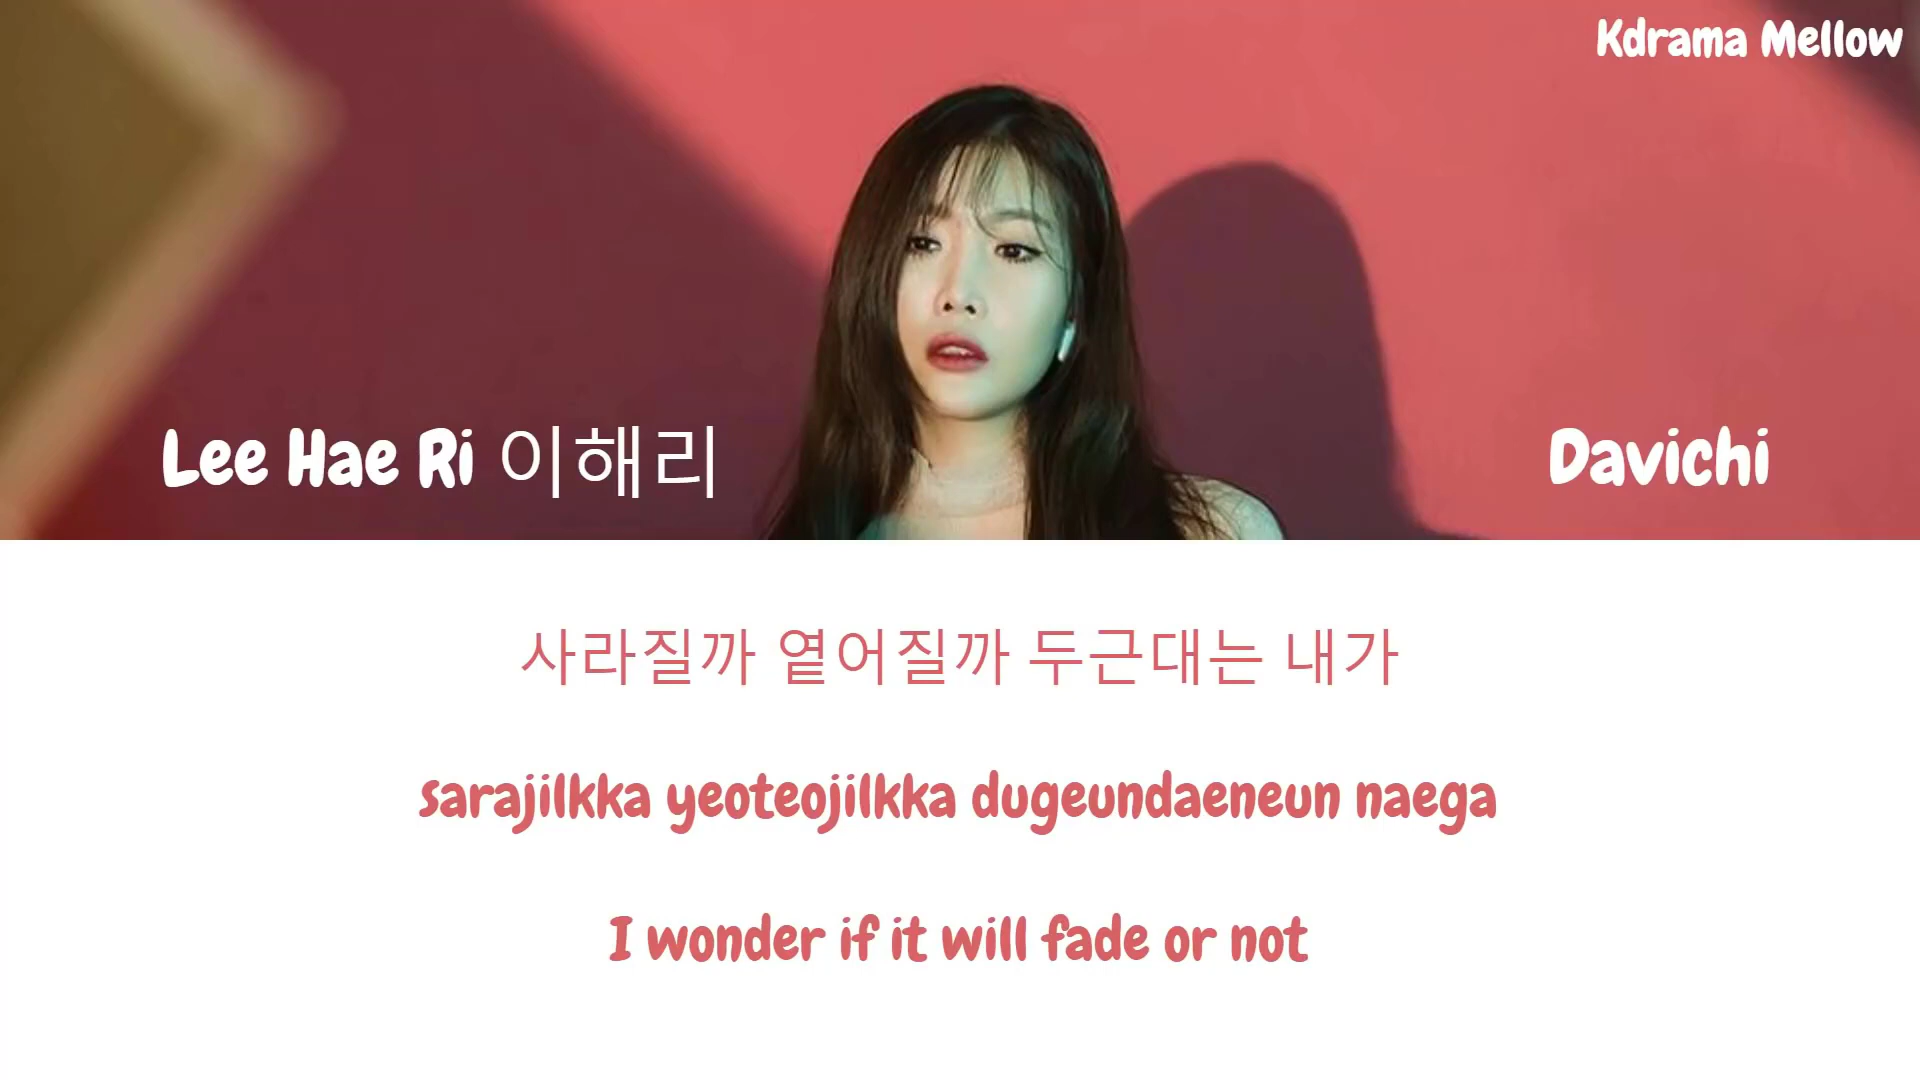 Kdrama Mellow
Lee Hae Ri 이해리
Davichi
사라질까 옅어질까 두근대는 내가
sarajilkka yeoteojilkka dugeundaeneun naega
I wonder if it will fade or not